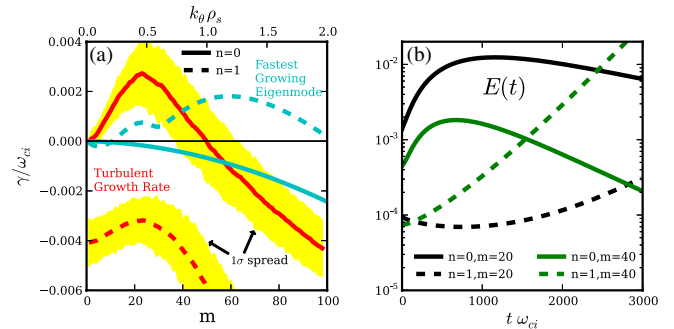 k_θρ_s
0.0 0.5 1.0 1.5 2.0
(a)
n=0
n=1
Fastest
Growing
Eigenmode
Turbulent
Growth Rate
1σ spread
0.004
0.002
0.000
−0.002
−0.004
−0.006
γ/ω_ci
0 20 40 60 80 100
m
(b)
E(t)
n=0,m=20
n=1,m=20
n=0,m=40
n=1,m=40
10^-2
10^-3
10^-4
10^-5
0 1000 2000 3000
t ω_ci